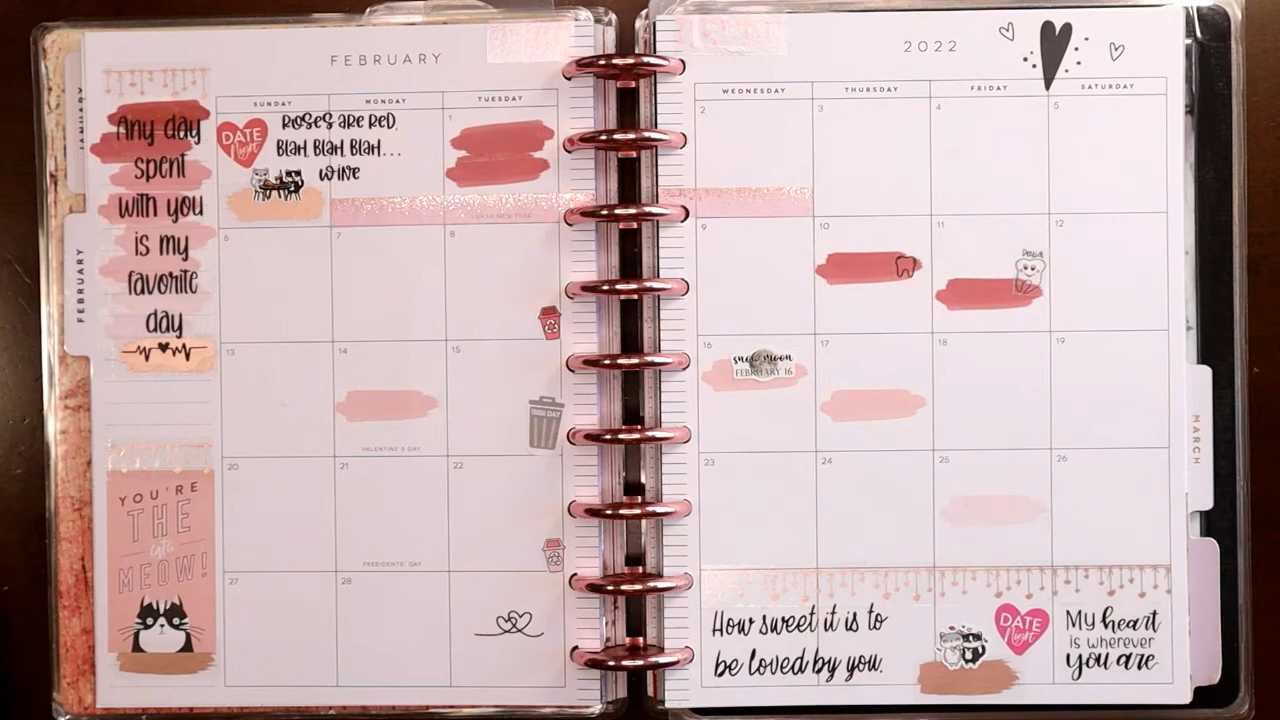 FEBRUARY
2022
JANUARY
FEBRUARY
MARCH
SUNDAY
MONDAY
TUESDAY
WEDNESDAY
THURSDAY
FRIDAY
SATURDAY
Any day
spent
with you
is my
favorite
day
DATE
Night
ROSES ARE RED,
BLAH, BLAH, BLAH...
WINE
1
LUNAR NEW YEAR
2
3
4
5
6
7
8
9
10
11
Dental
12
13
14
VALENTINE'S DAY
15
TRASH DAY
16
snow moon
FEBRUARY 16
17
18
19
YOU'RE
THE
cats
MEOW!
20
21
PRESIDENTS' DAY
22
23
24
25
26
27
28
How sweet it is to
be loved by you.
DATE
Night
My heart
is wherever
you are